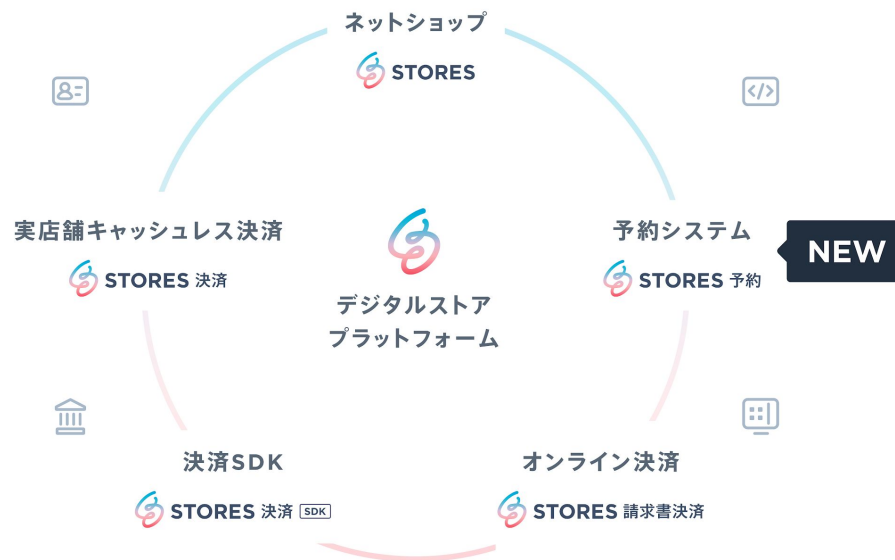 ネットショップ
STORES
実店舗キャッシュレス決済
STORES 決済
デジタルストア
プラットフォーム
予約システム
STORES 予約
NEW
決済SDK
STORES 決済 SDK
オンライン決済
STORES 請求書決済